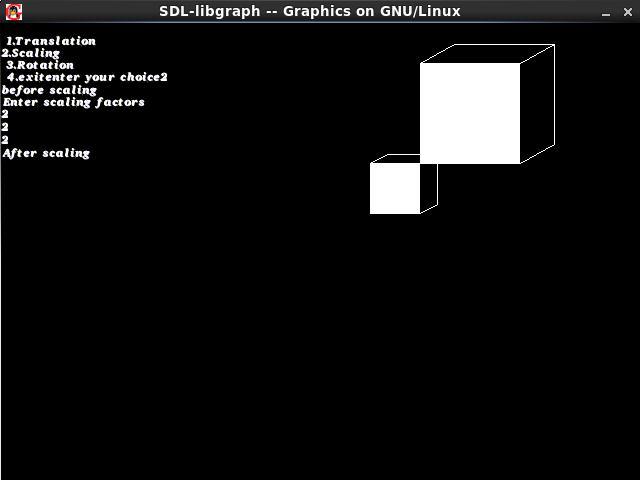 SDL-libgraph -- Graphics on GNU/Linux
1.Translation
2.Scaling
3.Rotation
4.exitenter your choice2
before scaling
Enter scaling factors
2
2
2
After scaling